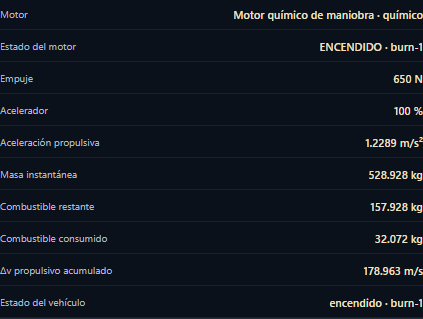 Motor Motor químico de maniobra · químico
Estado del motor ENCENDIDO · burn-1
Empuje 650 N
Acelerador 100 %
Aceleración propulsiva 1.2289 m/s²
Masa instantánea 528.928 kg
Combustible restante 157.928 kg
Combustible consumido 32.072 kg
Δv propulsivo acumulado 178.963 m/s
Estado del vehículo encendido · burn-1